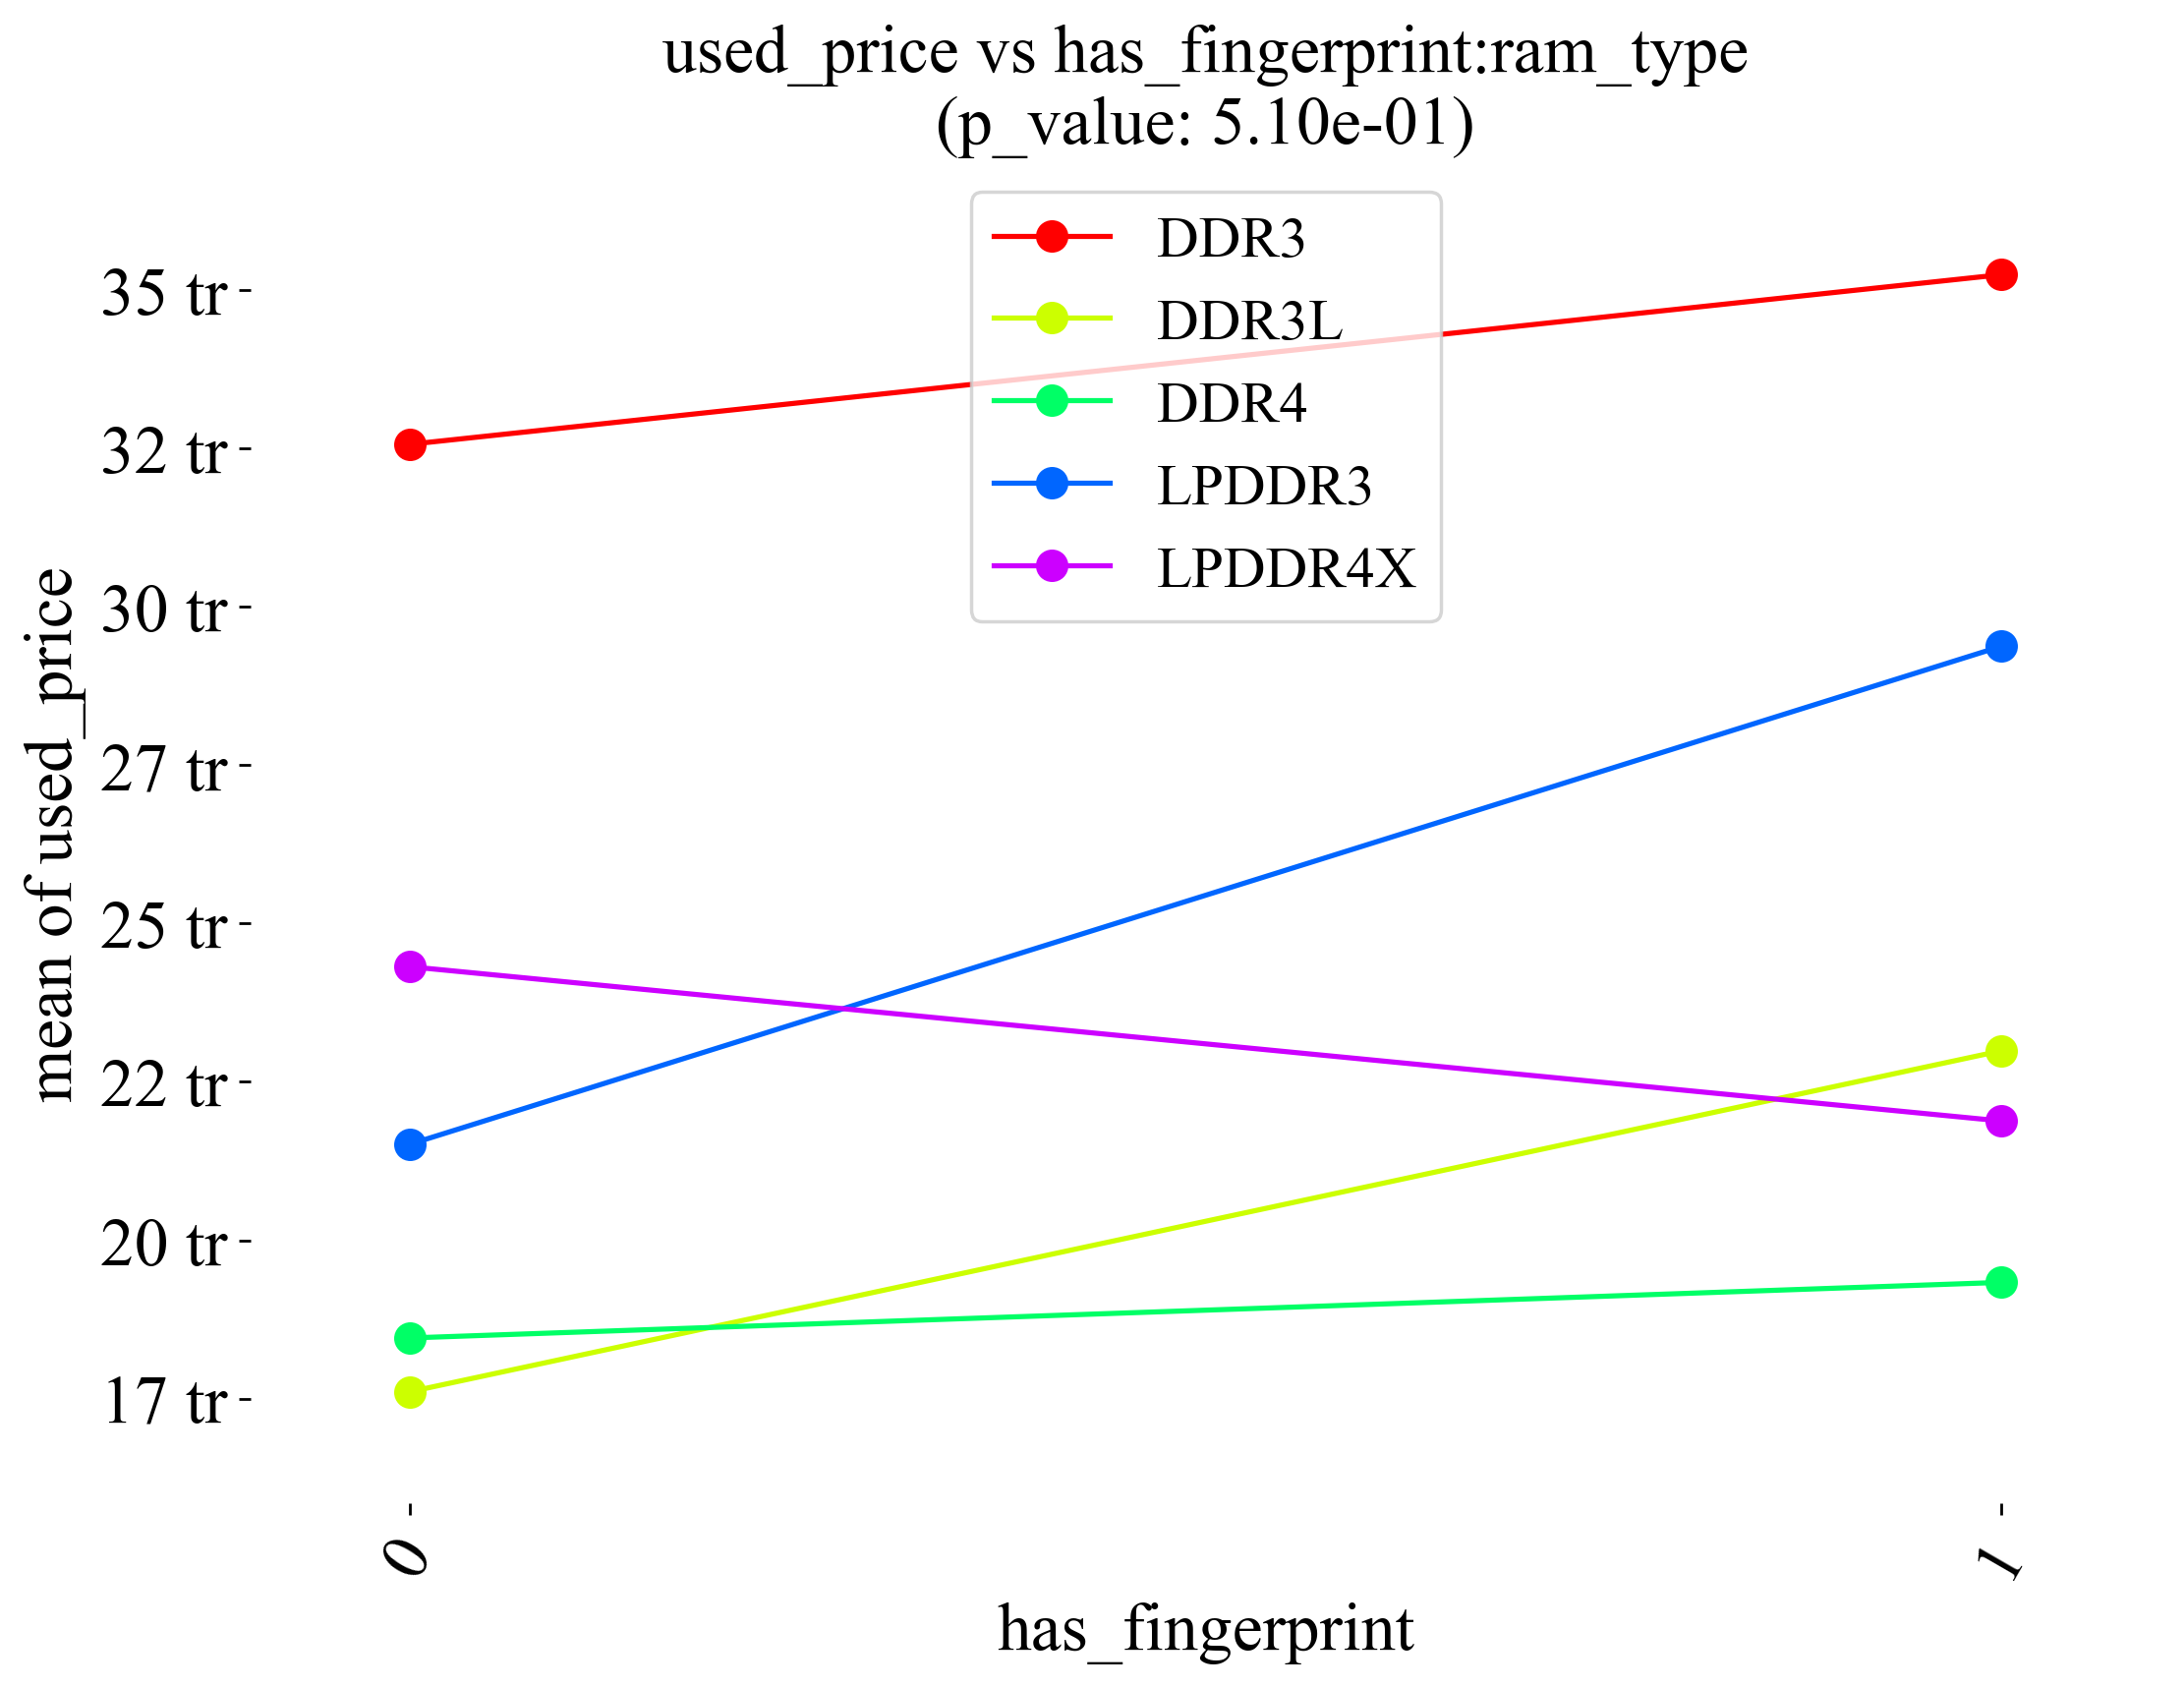 used_price vs has_fingerprint:ram_type
(p_value: 5.10e-01)
DDR3
DDR3L
DDR4
LPDDR3
LPDDR4X
mean of used_price
35 tr
32 tr
30 tr
27 tr
25 tr
22 tr
20 tr
17 tr
0
1
has_fingerprint